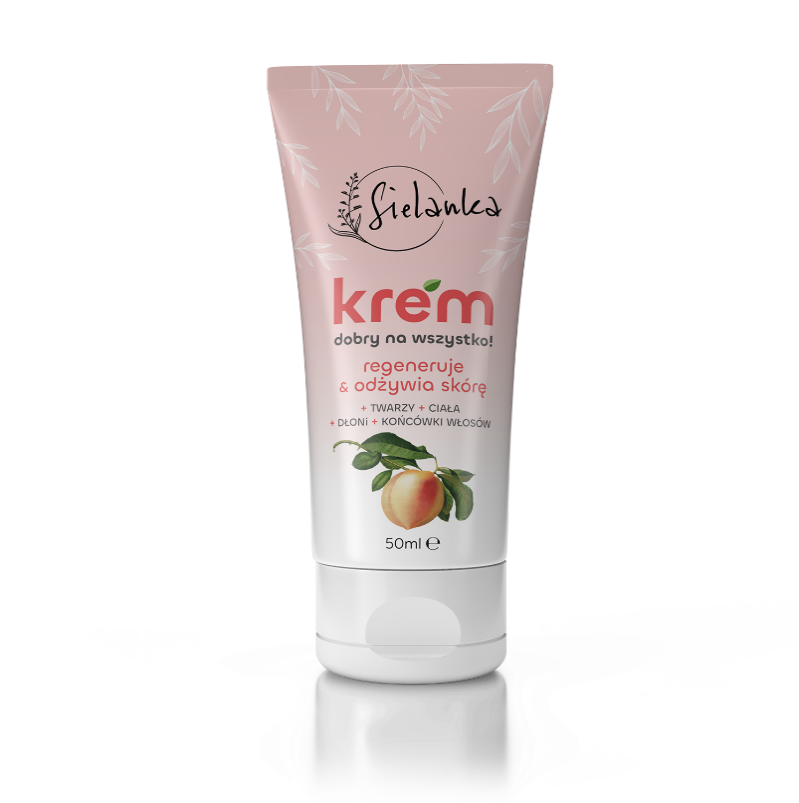 Sielanka
krem
dobry na wszystko!
regeneruje
& odżywia skórę
+ TWARZY + CIAŁA
+ DŁONi + KOŃCÓWKI WŁOSÓW
50ml ℮